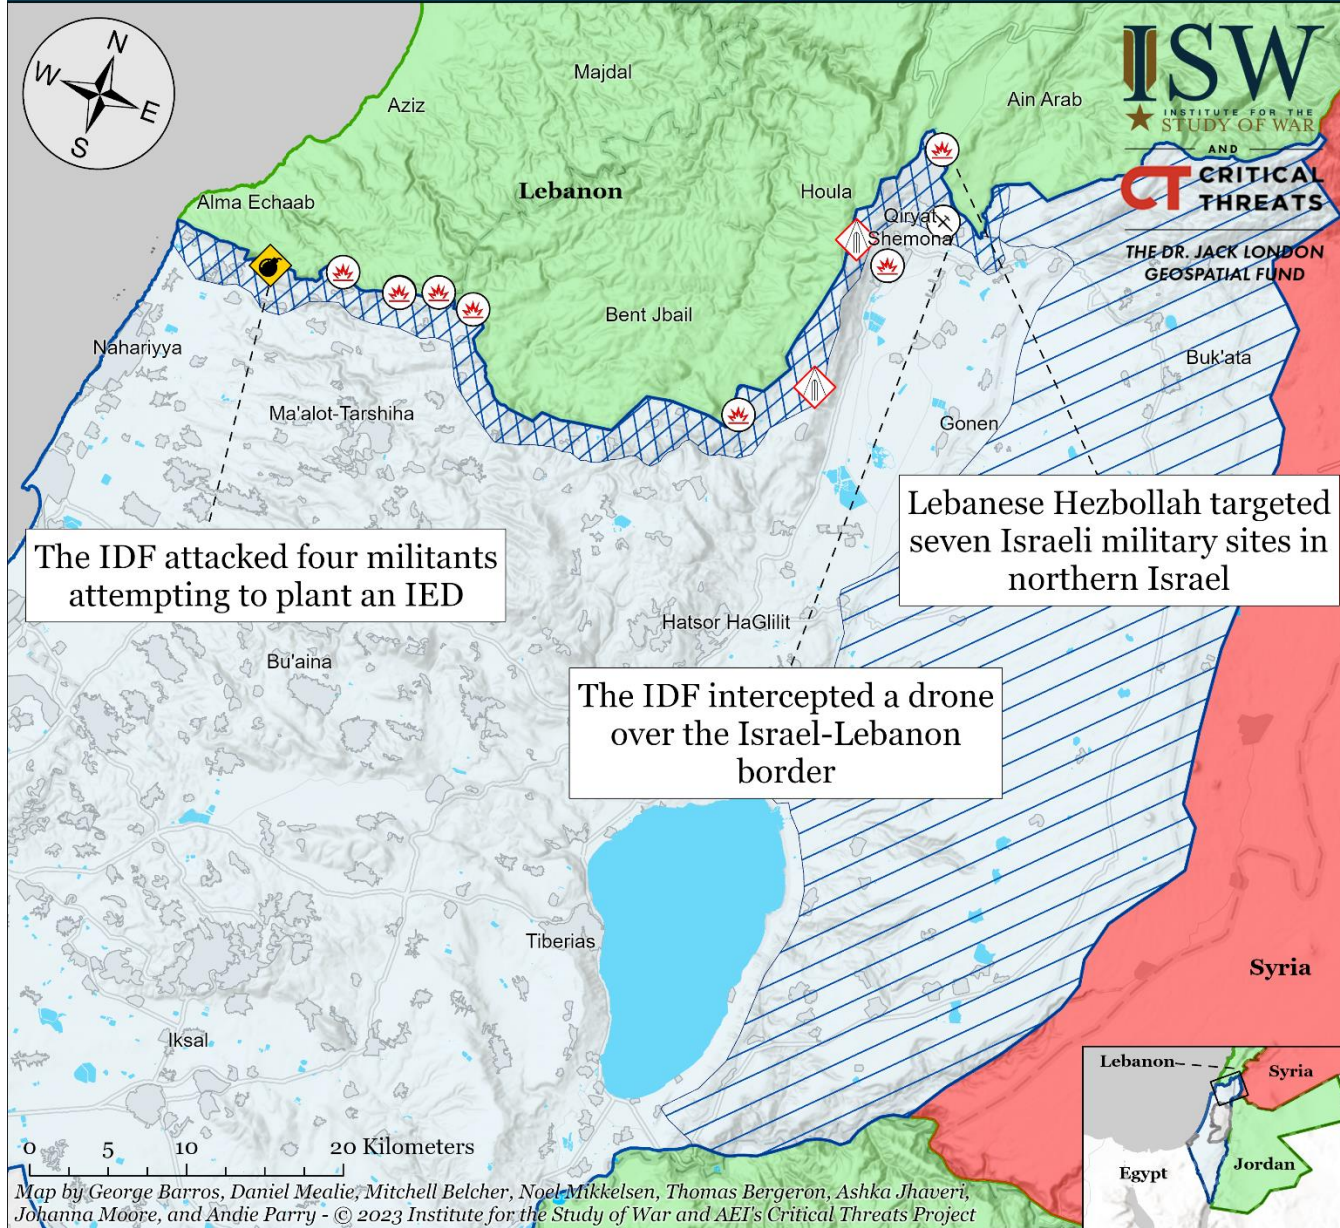 N
W
E
S
Majdal
Aziz
Ain Arab
ISW
INSTITUTE FOR THE
STUDY OF WAR
AND
CT CRITICAL
THREATS
THE DR. JACK LONDON
GEOSPATIAL FUND
Lebanon
Houla
Alma Echaab
Qiryat
Shemona
Bent Jbail
Nahariyya
Buk'ata
Ma'alot-Tarshiha
Gonen
Lebanese Hezbollah targeted
seven Israeli military sites in
northern Israel
The IDF attacked four militants
attempting to plant an IED
Hatsor HaGlilit
Bu'aina
The IDF intercepted a drone
over the Israel-Lebanon
border
Tiberias
Syria
Iksal
Lebanon
Syria
Egypt
Jordan
0 5 10 20 Kilometers
Map by George Barros, Daniel Mealie, Mitchell Belcher, Noel Mikkelsen, Thomas Bergeron, Ashka Jhaveri,
Johanna Moore, and Andie Parry - © 2023 Institute for the Study of War and AEI's Critical Threats Project